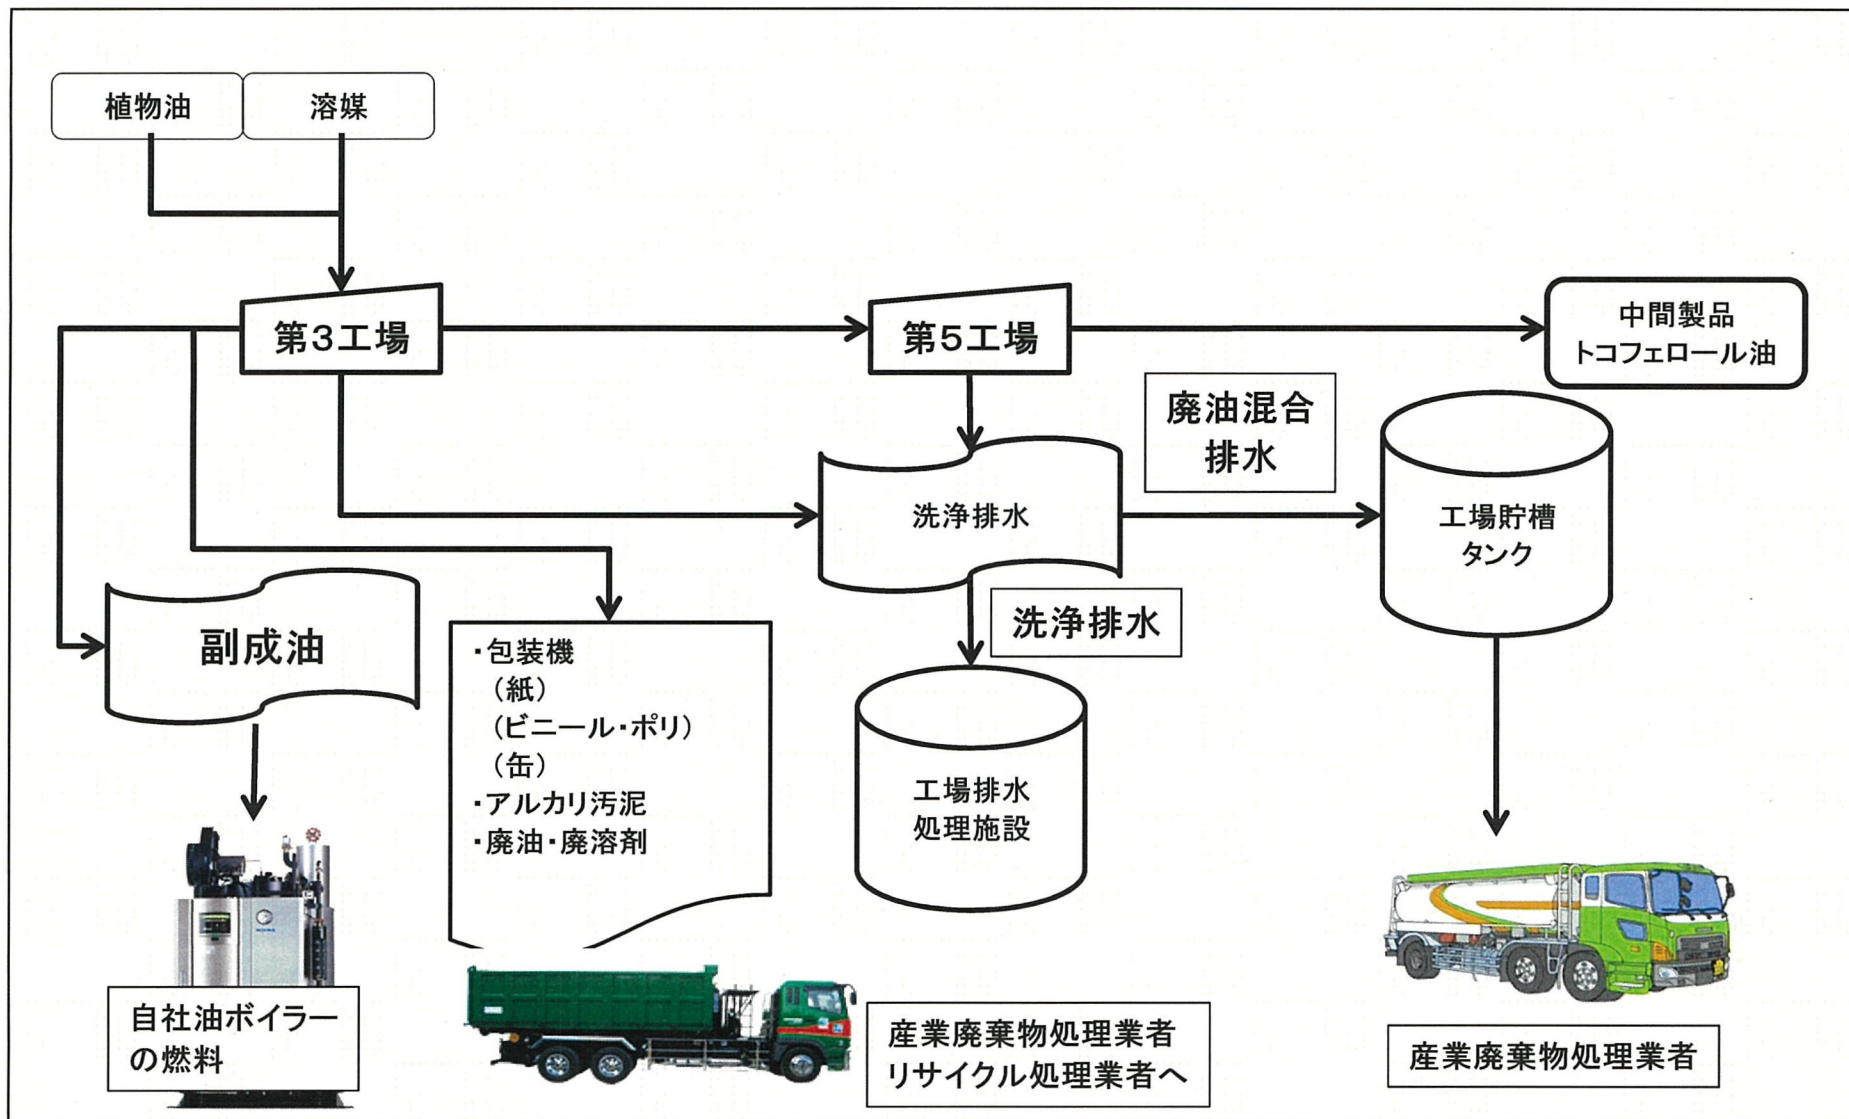 植物油
溶媒
第3工場
第5工場
中間製品
トコフェロール油
廃油混合
排水
洗浄排水
工場貯槽
タンク
副成油
洗浄排水
・包装機
（紙）
（ビニール・ポリ）
（缶）
・アルカリ汚泥
・廃油・廃溶剤
工場排水
処理施設
自社油ボイラー
の燃料
産業廃棄物処理業者
リサイクル処理業者へ
産業廃棄物処理業者